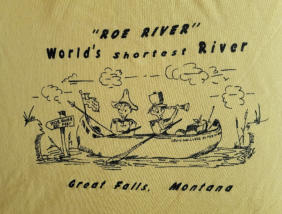 "ROE RIVER"
World's Shortest River
Great Falls, Montana